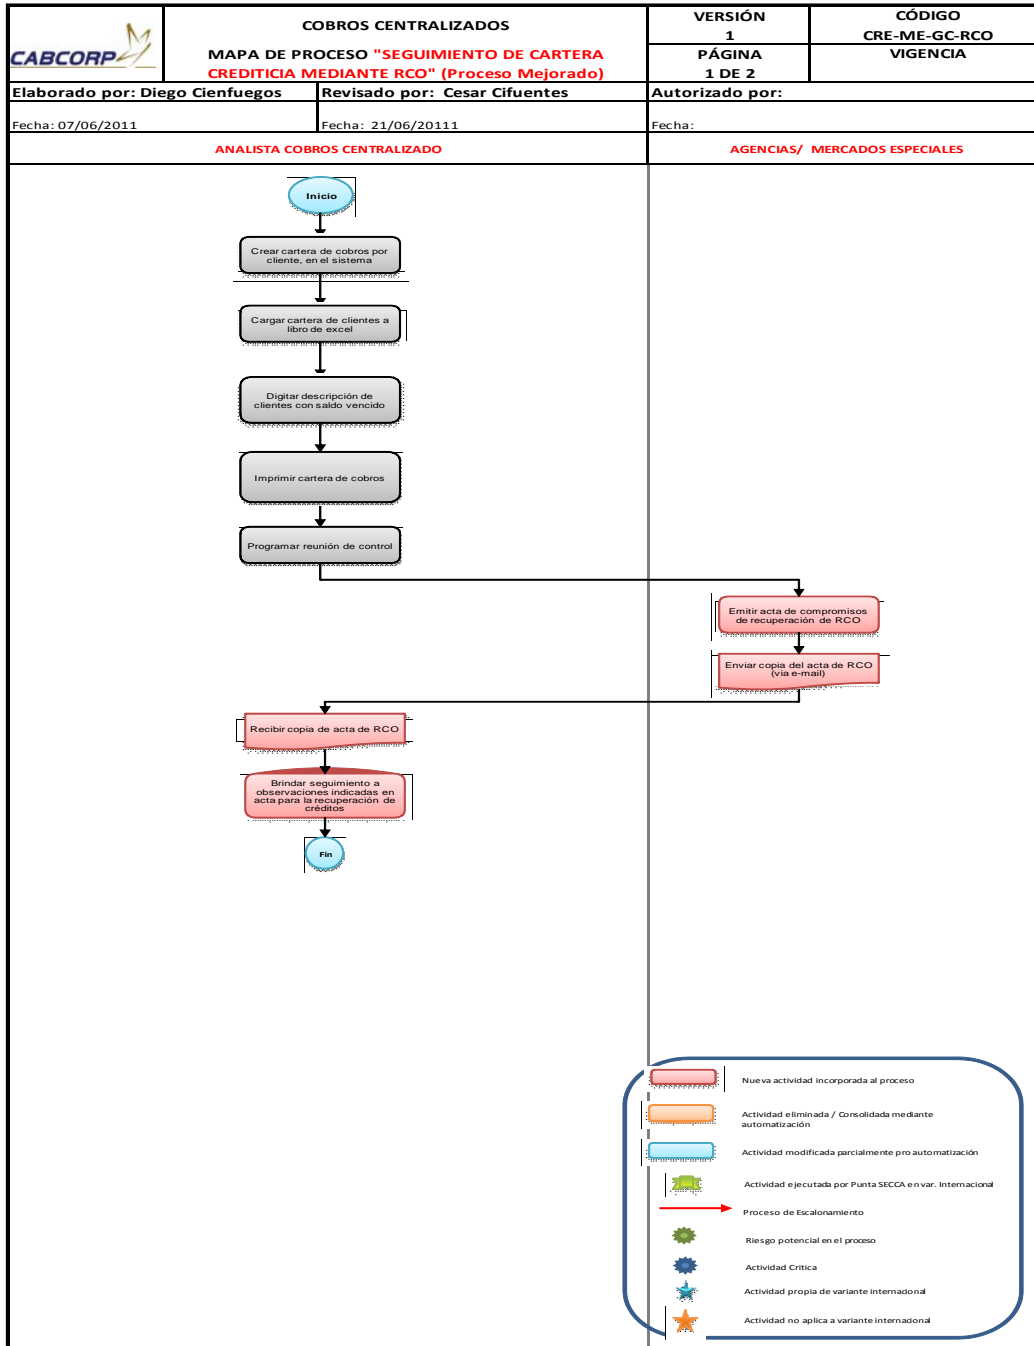 CABCORP
COBROS CENTRALIZADOS
MAPA DE PROCESO "SEGUIMIENTO DE CARTERA
CREDITICIA MEDIANTE RCO" (Proceso Mejorado)
VERSIÓN
1
CÓDIGO
CRE-ME-GC-RCO
PÁGINA
1 DE 2
VIGENCIA
Elaborado por: Diego Cienfuegos
Revisado por: Cesar Cifuentes
Autorizado por:
Fecha: 07/06/2011
Fecha: 21/06/20111
Fecha:
ANALISTA COBROS CENTRALIZADO
AGENCIAS/ MERCADOS ESPECIALES
Inicio
Crear cartera de cobros por
cliente, en el sistema
Cargar cartera de clientes a
libro de excel
Digitar descripción de
clientes con saldo vencido
Imprimir cartera de cobros
Programar reunión de control
Emitir acta de compromisos
de recuperación de RCO
Enviar copia del acta de RCO
(via e-mail)
Recibir copia de acta de RCO
Brindar seguimiento a
observaciones indicadas en
acta para la recuperación de
créditos
Fin
Nueva actividad incorporada al proceso
Actividad eliminada / Consolidada mediante
automatización
Actividad modificada parcialmente pro automatización
Actividad ejecutada por Punta SECCA en var. Internacional
Proceso de Escalonamiento
Riesgo potencial en el proceso
Actividad Critica
Actividad propia de variante internacional
Actividad no aplica a variante internacional